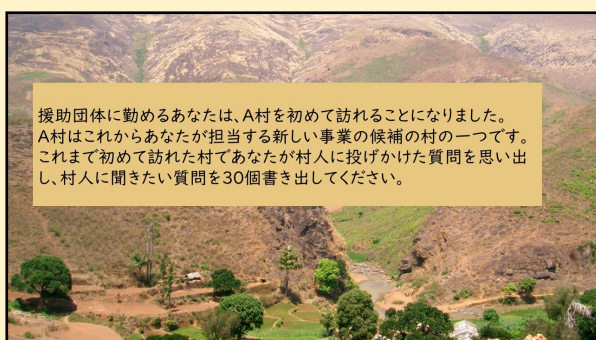 援助団体に勤めるあなたは、A村を初めて訪れることになりました。
A村はこれからあなたが担当する新しい事業の候補の村の一つです。
これまで初めて訪れた村であなたが村人に投げかけた質問を思い出
し、村人に聞きたい質問を30個書き出してください。